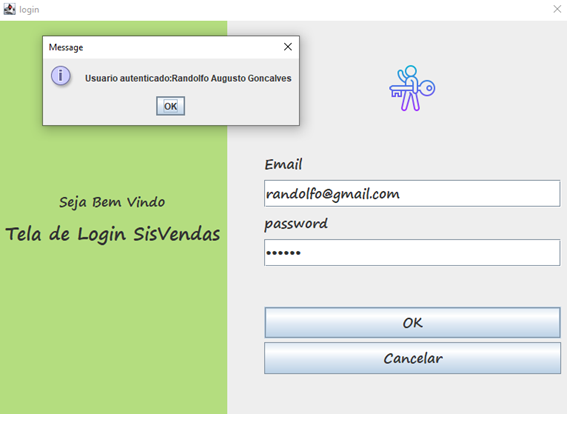 login
Message
Usuario autenticado:Randolfo Augusto Goncalves
OK
Seja Bem Vindo
Tela de Login SisVendas
Email
randolfo@gmail.com
password
••••••
OK
Cancelar